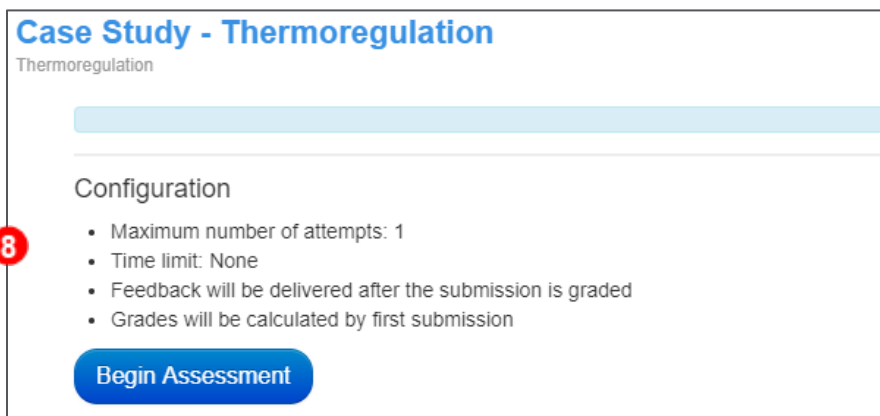 Case Study - Thermoregulation
Thermoregulation
Configuration
8
• Maximum number of attempts: 1
• Time limit: None
• Feedback will be delivered after the submission is graded
• Grades will be calculated by first submission
Begin Assessment